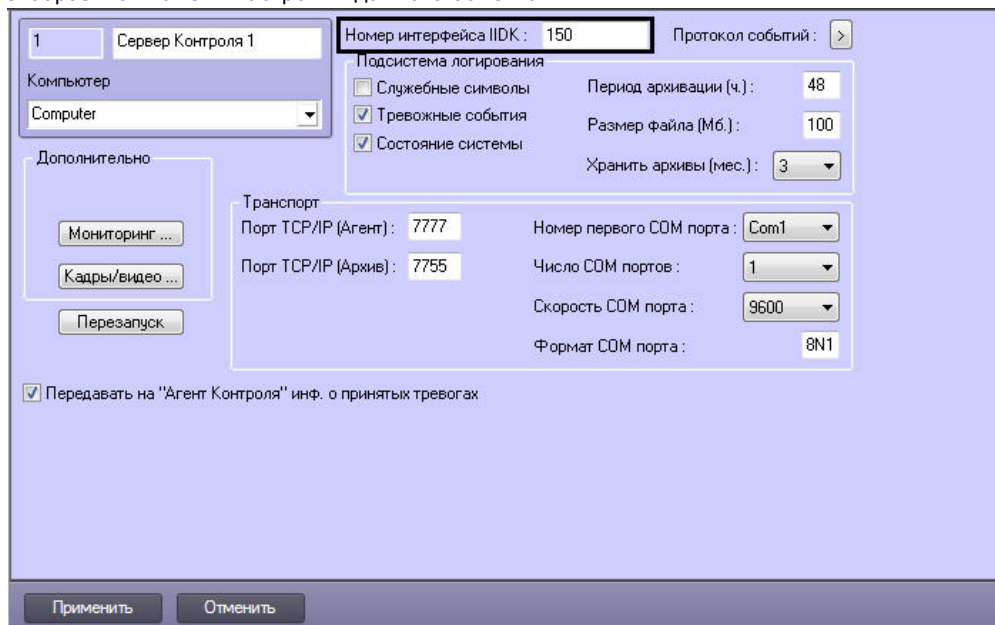 1 Сервер Контроля 1
Компьютер
Computer
Номер интерфейса IIDK : 150
Протокол событий : >
Подсистема логирования
Служебные символы
Тревожные события
Состояние системы
Период архивации (ч.) : 48
Размер файла (Мб.) : 100
Хранить архивы (мес.) : 3
Дополнительно
Мониторинг ...
Кадры/видео ...
Перезапуск
Транспорт
Порт TCP/IP (Агент) : 7777
Порт TCP/IP (Архив) : 7755
Номер первого COM порта : Com1
Число COM портов : 1
Скорость COM порта : 9600
Формат COM порта : 8N1
Передавать на "Агент Контроля" инф. о принятых тревогах
Применить
Отменить